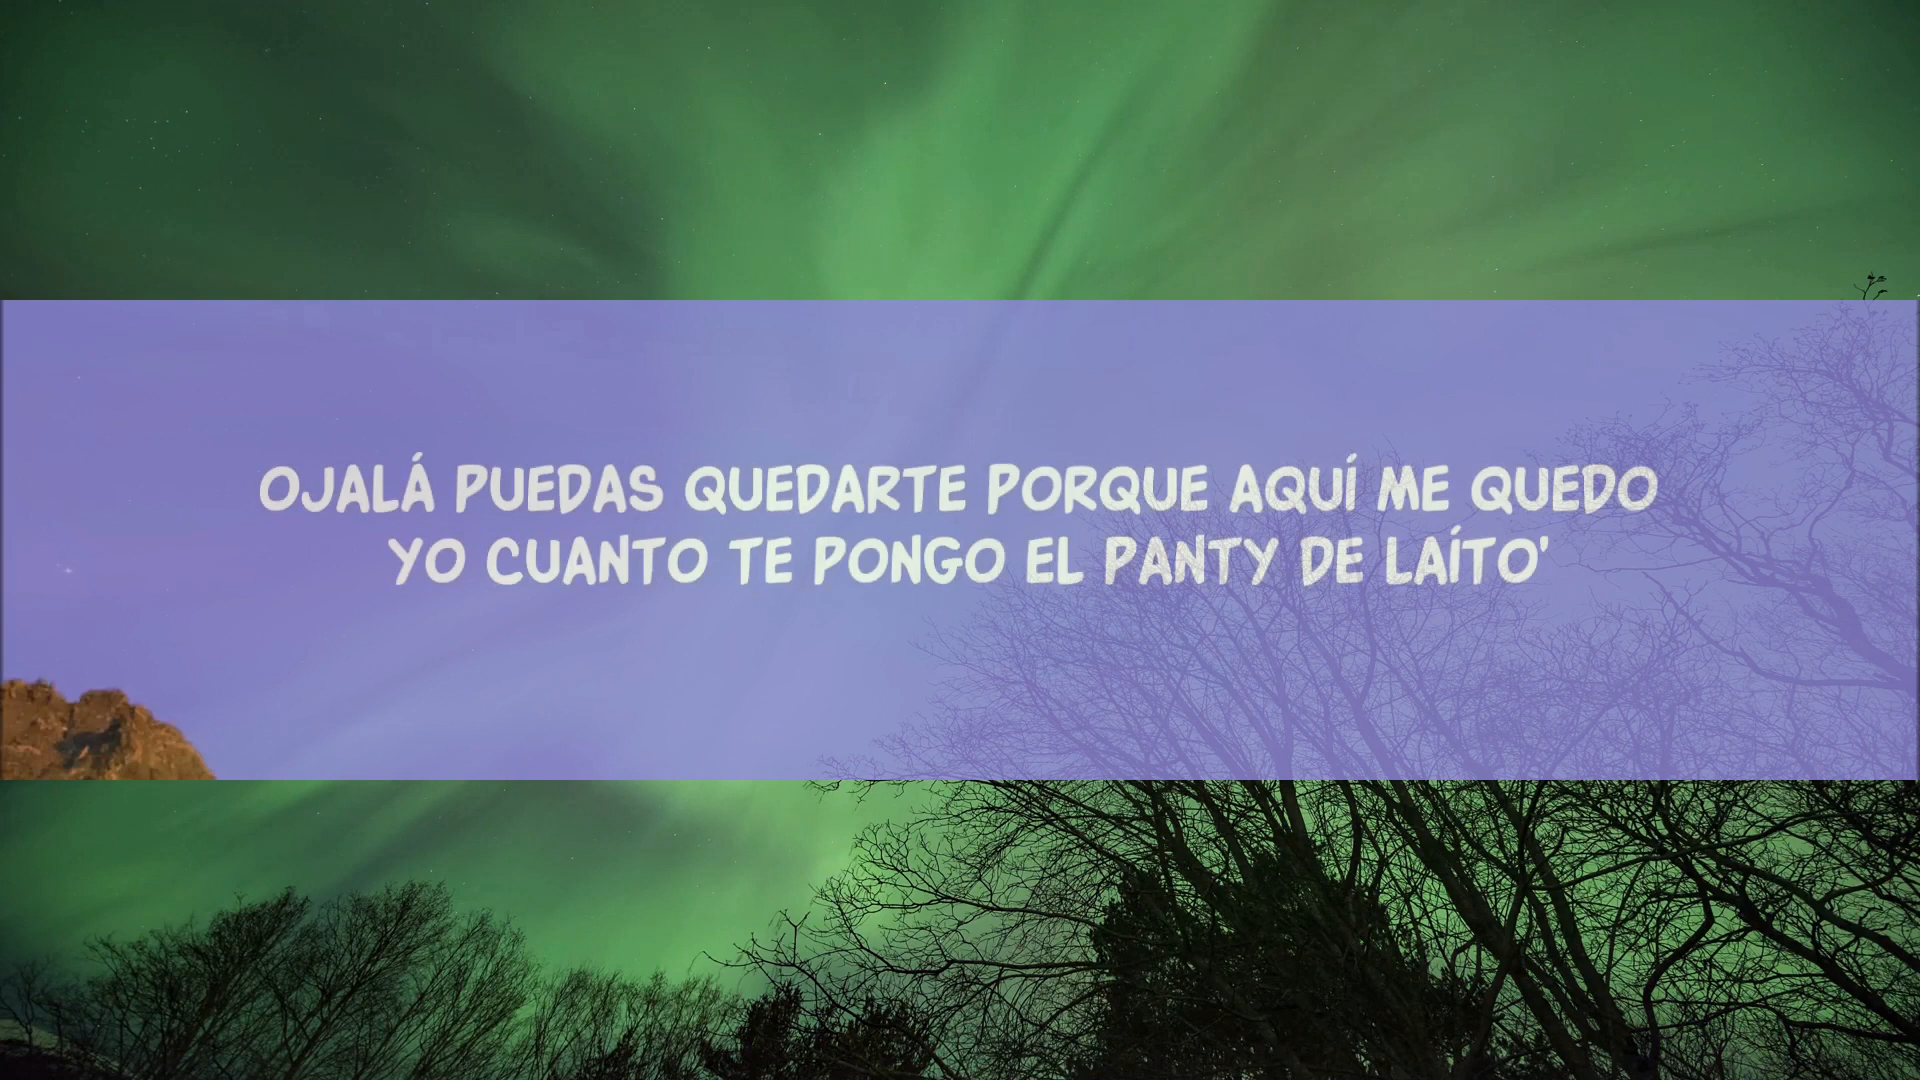 OJALÁ PUEDAS QUEDARTE PORQUE AQUÍ ME QUEDO
YO CUANTO TE PONGO EL PANTY DE LAÍTO'